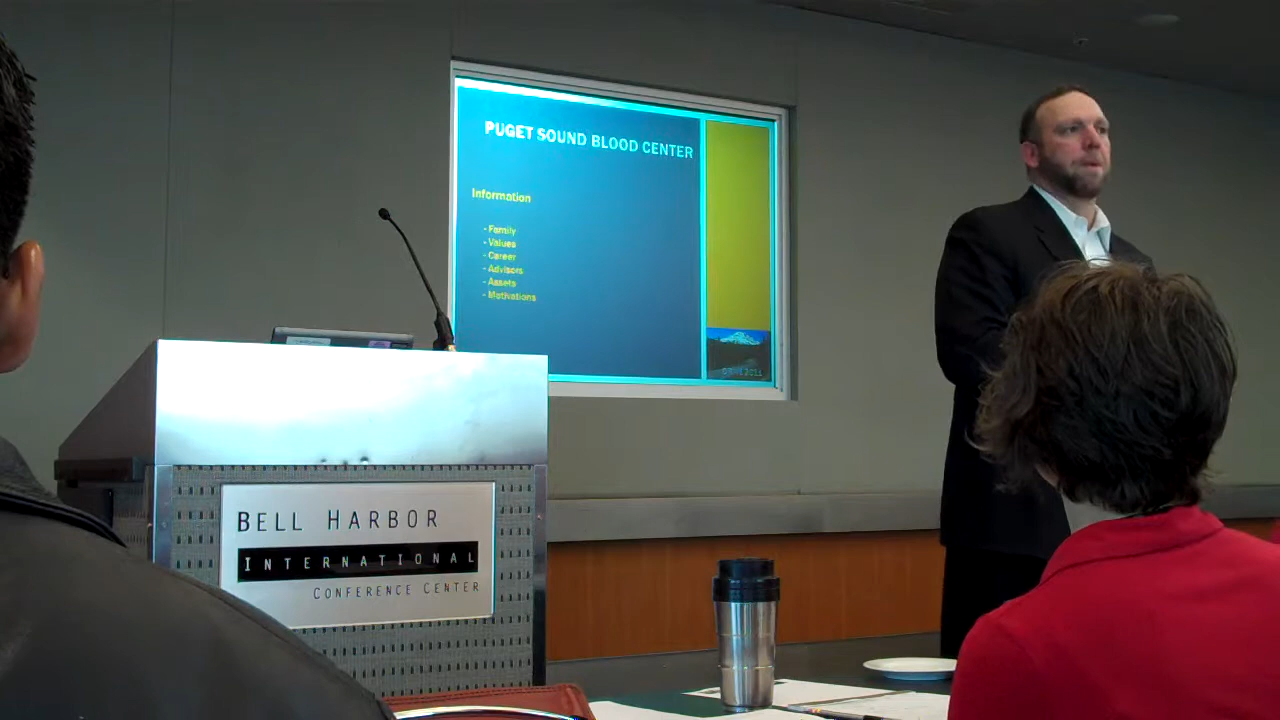 PUGET SOUND BLOOD CENTER
Information
- Family
- Values
- Career
- Advisors
- Assets
- Motivations
BELL HARBOR
INTERNATIONAL
CONFERENCE CENTER